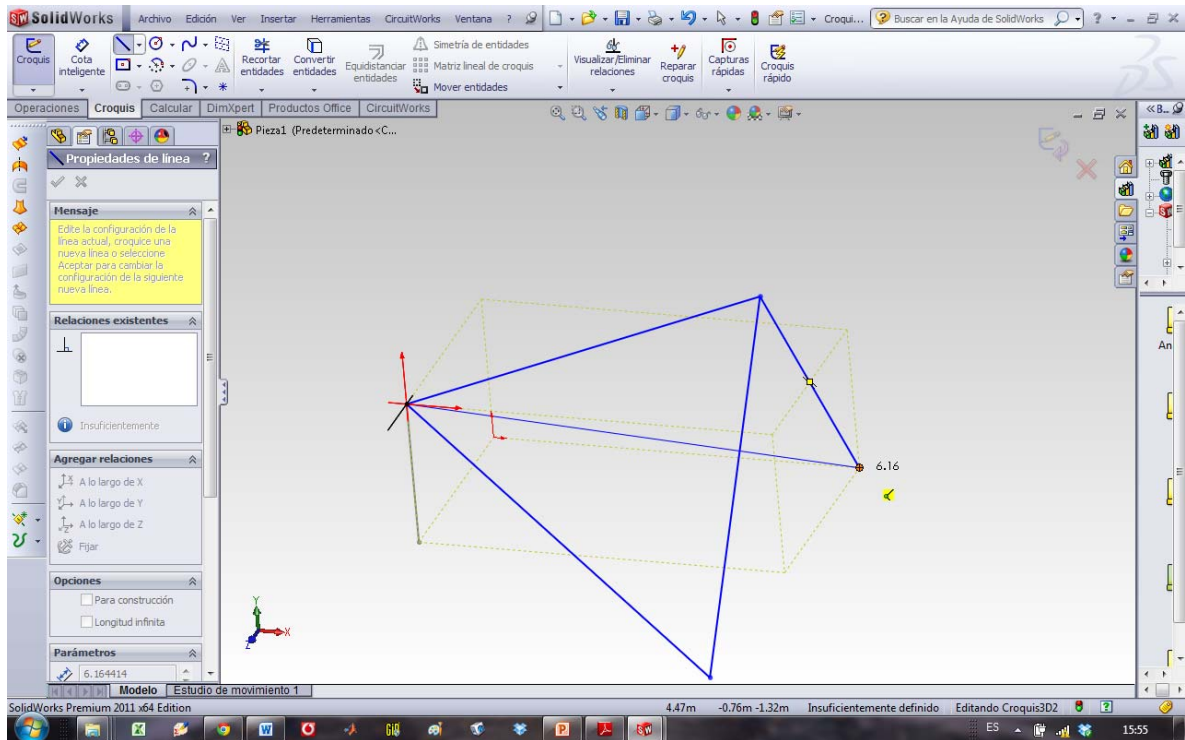 SolidWorks Archivo Edición Ver Insertar Herramientas CircuitWorks Ventana ? Croqui... Buscar en la Ayuda de SolidWorks ?
Croquis
Cota inteligente
Recortar entidades
Convertir entidades
Equidistanciar entidades
Simetría de entidades
Matriz lineal de croquis
Mover entidades
Visualizar/Eliminar relaciones
Reparar croquis
Capturas rápidas
Croquis rápido
Operaciones Croquis Calcular DimXpert Productos Office CircuitWorks
«B...
Pieza1 (Predeterminado<C...
Propiedades de línea ?
Mensaje
Edite la configuración de la
línea actual, croquice una
nueva línea o seleccione
Aceptar para cambiar la
configuración de la siguiente
nueva línea.
Relaciones existentes
Insuficientemente
Agregar relaciones
A lo largo de X
A lo largo de Y
A lo largo de Z
Fijar
Opciones
Para construcción
Longitud infinita
Parámetros
6.164414
6.16
An
Y
X
Z
Modelo Estudio de movimiento 1
SolidWorks Premium 2011 x64 Edition 4.47m -0.76m -1.32m Insuficientemente definido Editando Croquis3D2
ES 15:55